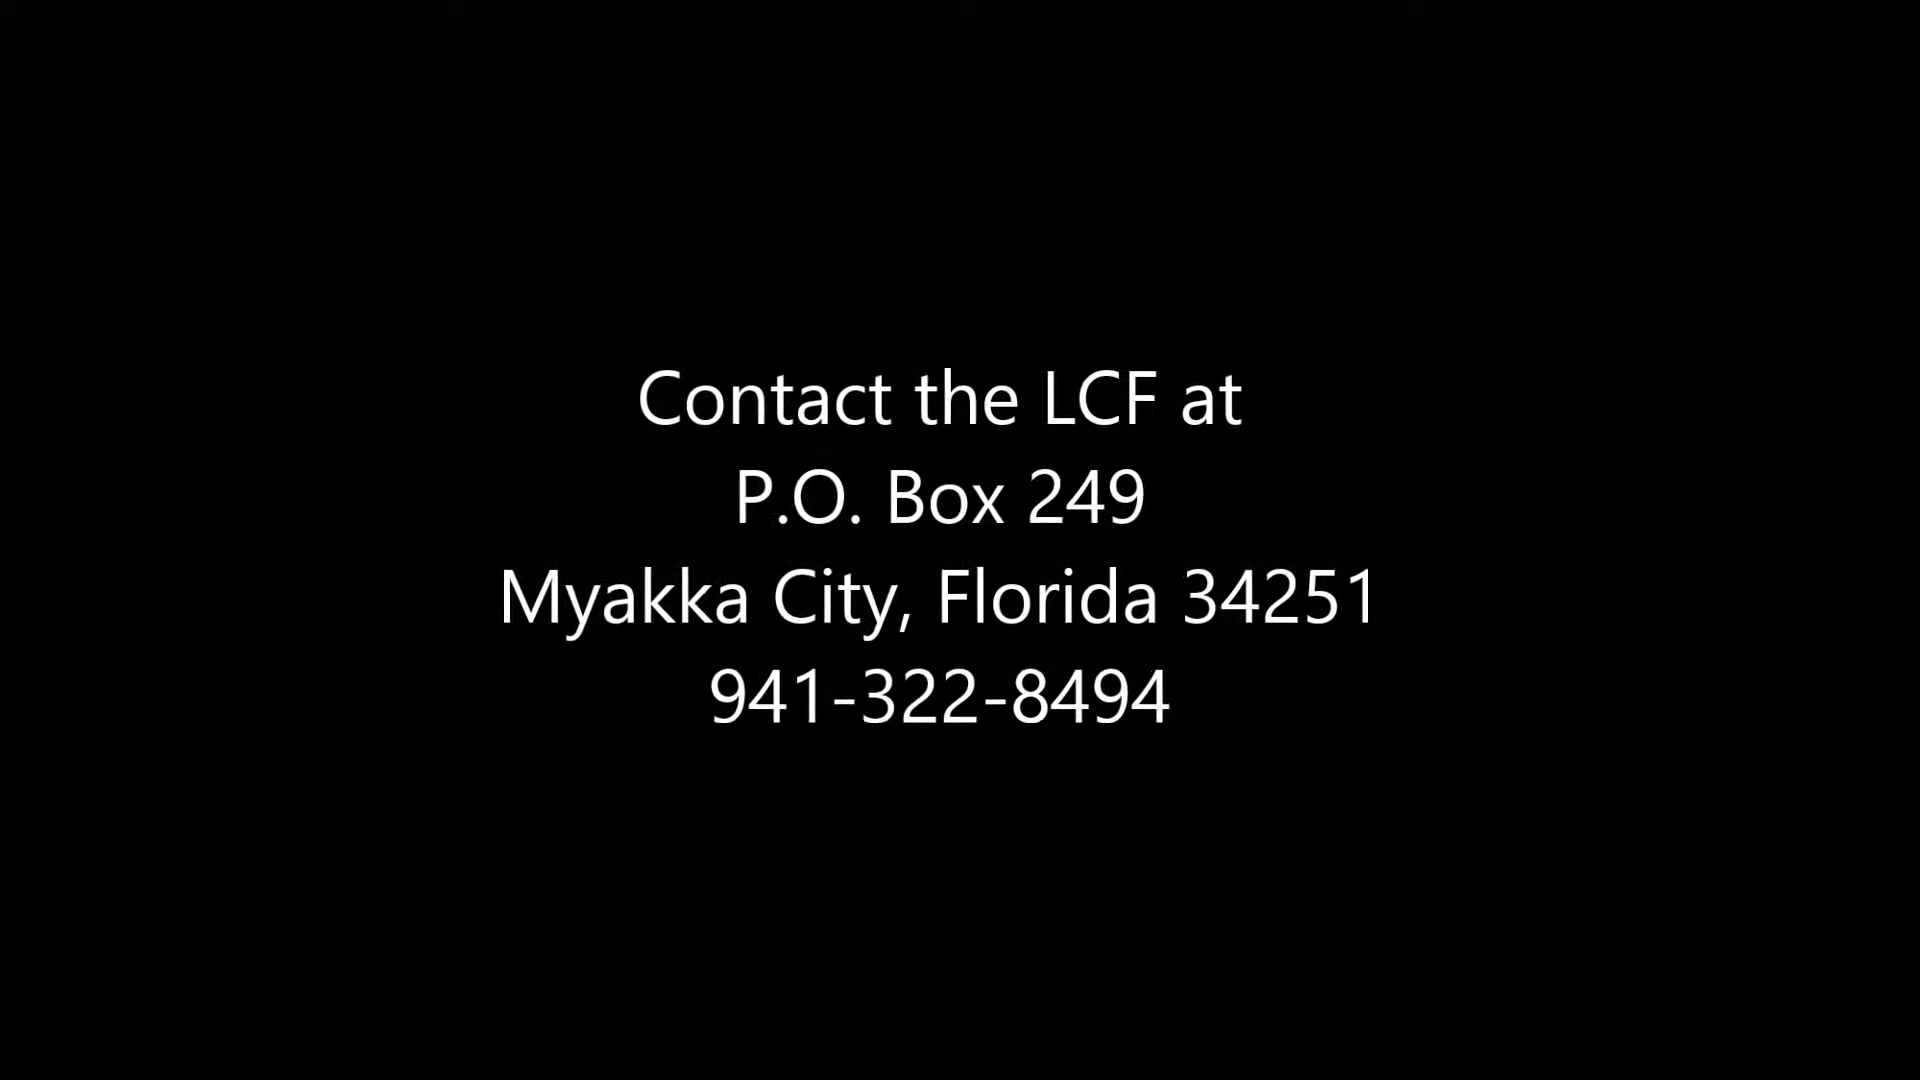 Contact the LCF at
P.O. Box 249
Myakka City, Florida 34251
941-322-8494